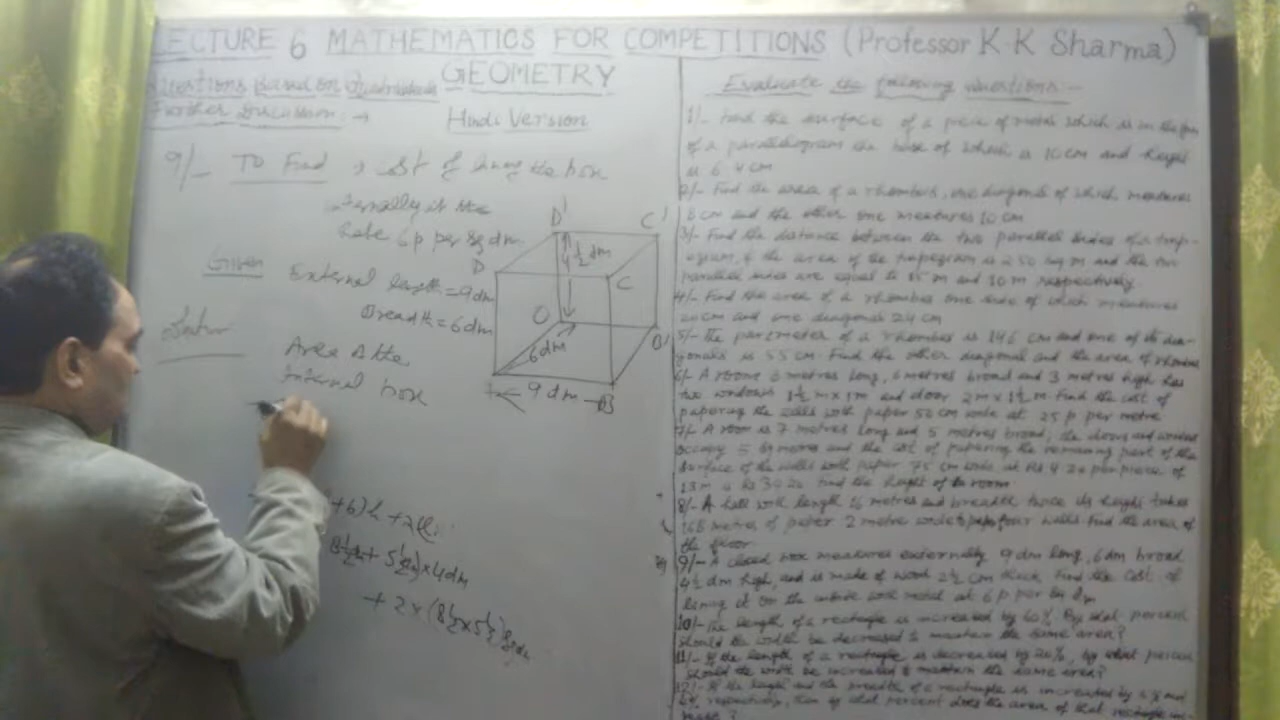 LECTURE 6 MATHEMATICS FOR COMPETITIONS (Professor K.K Sharma)
GEOMETRY
Questions Based on
Further Discussion :→
Hindi Version
9/- To Find → cost of lining the box
internally at the
Rate 6p per sq dm
Given External length = 9 dm
Breadth = 6 dm
Solution
Area of the
Internal box
+b)h + 2lb
8½ + 5½)×4dm
+ 2×(8½×5½)sq dm
D' C'
4½ dm
D C
O B'
6 dm
9 dm B
Evaluate the following questions :-
1/- Find the surface of a piece of metal which is in the form
of a parallelogram the base of which is 10 cm and height
is 6.4 cm
2/- Find the area of a rhombus, one diagonal of which measures
8 cm and the other one measures 10 cm
3/- Find the distance between the two parallel sides of a trap-
ezium, if the area of the trapezium is 250 sq m and the two
parallel sides are equal to 15 m and 10 m respectively
4/- Find the area of a rhombus one side of which measures
20 cm and one diagonal 24 cm
5/- The perimeter of a rhombus is 146 cm and one of its dia-
gonals is 55 cm Find the other diagonal and the area of rhombus
6/- A room metres long, 6 metres broad and 3 metres high has
two windows 1½ m × 1 m and door 2 m × 1½ m. Find the cost of
papering the walls with paper 50 cm wide at 25 p per metre
7/- A room is 7 metres long and 5 metres broad; the doors and windows
occupy 5 sq metres and the cost of papering the remaining part of the
surface of the walls with paper 75 cm wide at Rs 4.20 per piece of
13 m is Rs 39.20 Find the height of the room
8/- A hall with length 16 metres and breadth twice its height takes
168 metres of paper 2 metre wide four walls. Find the area of
the floor
9/- A closed box measures externally 9 dm long, 6 dm broad
4½ dm high, and is made of wood 2½ cm thick. Find the cost of
lining it on the inside with metal at 6 p per sq dm
10/- The length of a rectangle is increased by 60%. By what percent
should the width be decreased to maintain the same area?
11/- If the length of a rectangle is decreased by 20%, by what percent
should the width be increased to maintain the same area?
12/- If the length and the breadth of a rectangle is increased by and
respectively, then by what percent does the area of that rectangle in-